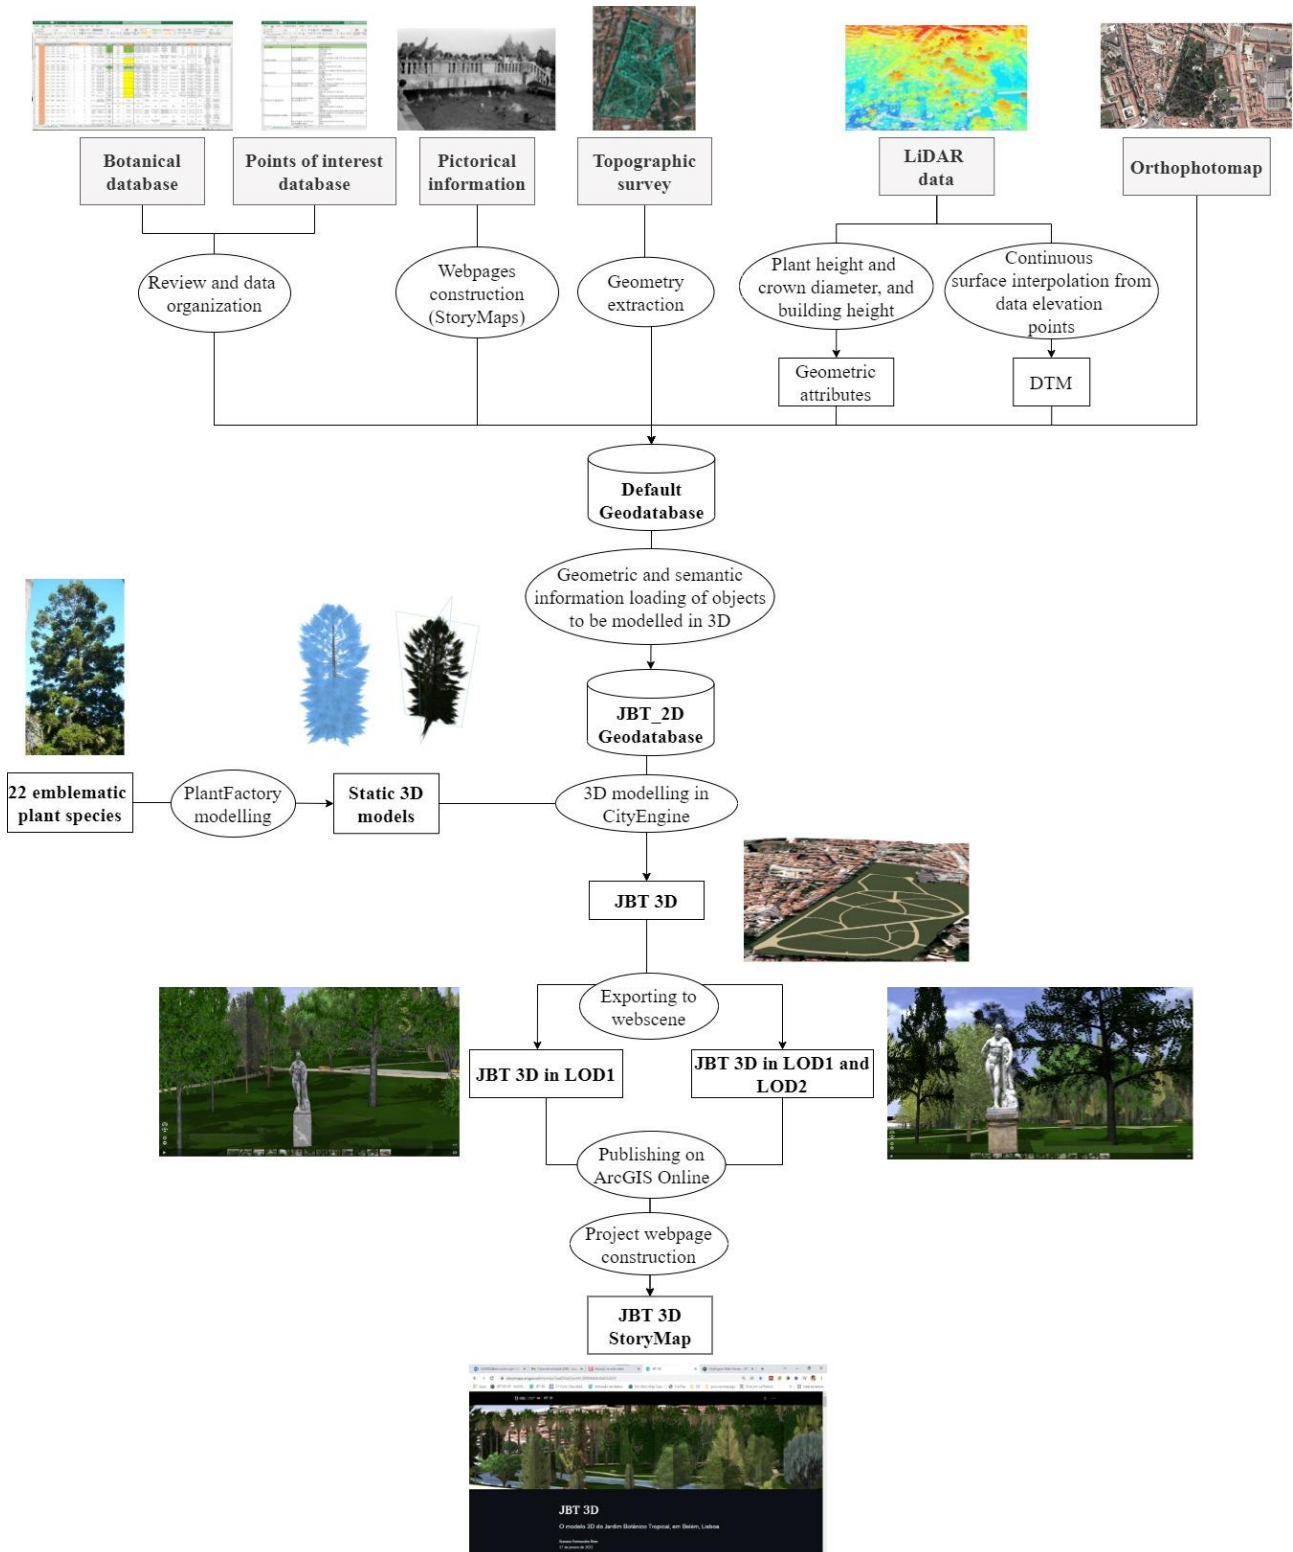 Botanical
database
Points of interest
database
Pictorical
information
Topographic
survey
LiDAR
data
Orthophotomap
Review and data
organization
Webpages
construction
(StoryMaps)
Geometry
extraction
Plant height and
crown diameter, and
building height
Continuous
surface interpolation from
data elevation
points
Geometric
attributes
DTM
Default
Geodatabase
Geometric and semantic
information loading of objects
to be modelled in 3D
JBT_2D
Geodatabase
22 emblematic
plant species
PlantFactory
modelling
Static 3D
models
3D modelling in
CityEngine
JBT 3D
Exporting to
webscene
JBT 3D in LOD1
JBT 3D in LOD1 and
LOD2
Publishing on
ArcGIS Online
Project webpage
construction
JBT 3D
StoryMap
JBT 3D
O modelo 3D do Jardim Botânico Tropical, em Belém, Lisboa